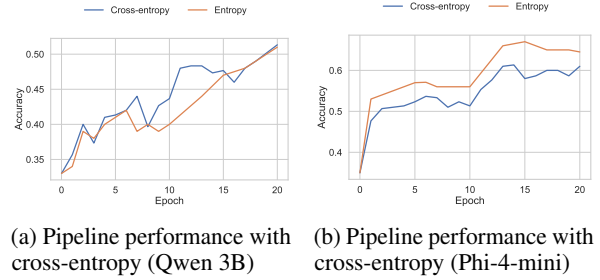 Cross-entropy Entropy
0.50
0.45
0.40
0.35
Accuracy
0 5 10 15 20
Epoch
(a) Pipeline performance with
cross-entropy (Qwen 3B)
Cross-entropy Entropy
0.6
0.5
0.4
Accuracy
0 5 10 15 20
Epoch
(b) Pipeline performance with
cross-entropy (Phi-4-mini)